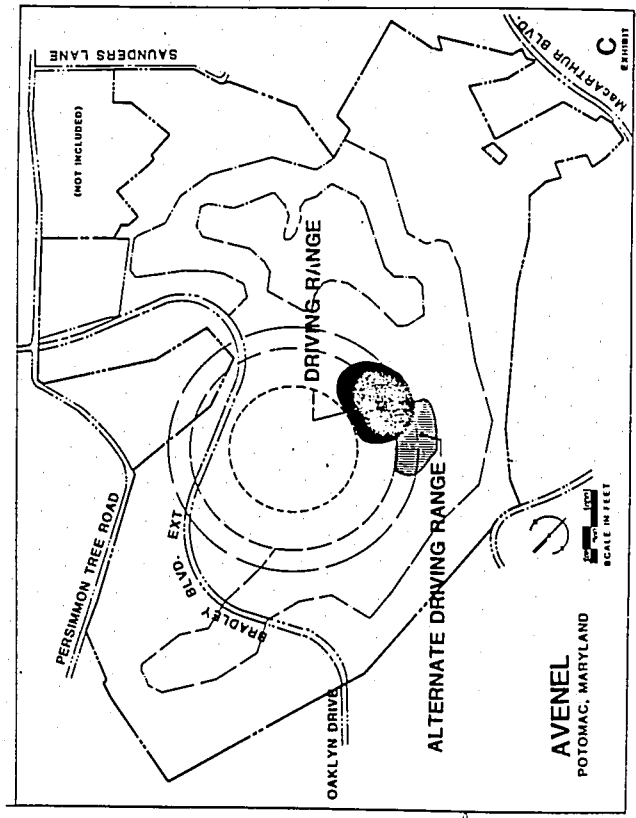 SAUNDERS LANE
(NOT INCLUDED)
MacARTHUR BLVD.
C
EXHIBIT
DRIVING RANGE
PERSIMMON TREE ROAD
BRADLEY BLVD. EXT
OAKLYN DRIVE
ALTERNATE DRIVING RANGE
AVENEL
POTOMAC, MARYLAND
SCALE IN FEET